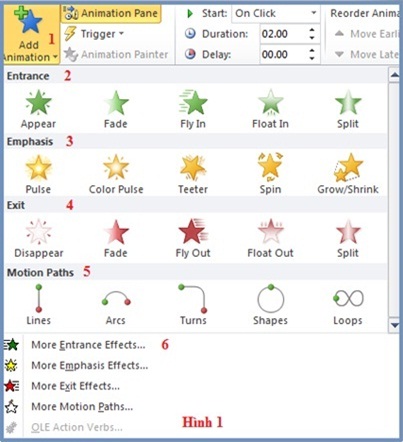 Add Animation 1
Animation Pane
Trigger
Animation Painter
Start: On Click
Duration: 02.00
Delay: 00.00
Reorder Anima
Move Earli
Move Late
Entrance 2
Appear Fade Fly In Float In Split
Emphasis 3
Pulse Color Pulse Teeter Spin Grow/Shrink
Exit 4
Disappear Fade Fly Out Float Out Split
Motion Paths 5
Lines Arcs Turns Shapes Loops
More Entrance Effects... 6
More Emphasis Effects...
More Exit Effects...
More Motion Paths...
OLE Action Verbs...
Hình 1